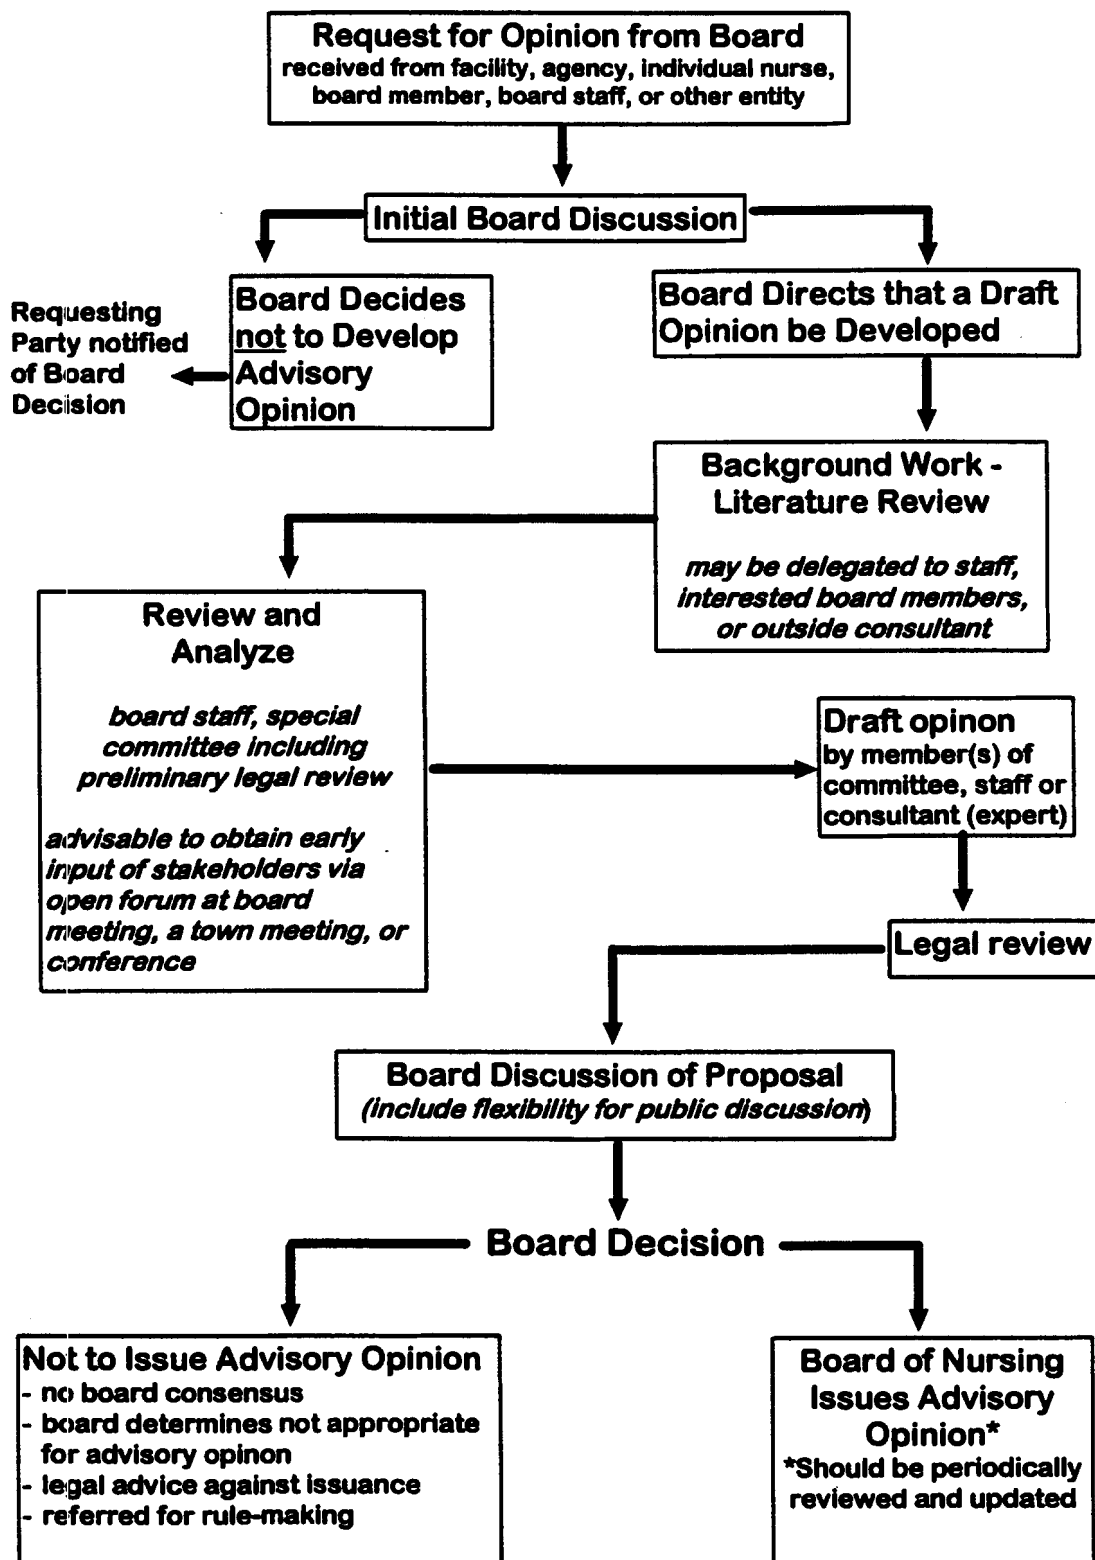 Request for Opinion from Board
received from facility, agency, individual nurse,
board member, board staff, or other entity
Initial Board Discussion
Board Decides
not to Develop
Advisory
Opinion
Requesting
Party notified
of Board
Decision
Board Directs that a Draft
Opinion be Developed
Background Work -
Literature Review
may be delegated to staff,
interested board members,
or outside consultant
Review and
Analyze
board staff, special
committee including
preliminary legal review
advisable to obtain early
input of stakeholders via
open forum at board
meeting, a town meeting, or
conference
Draft opinon
by member(s) of
committee, staff or
consultant (expert)
Legal review
Board Discussion of Proposal
(include flexibility for public discussion)
Board Decision
Not to Issue Advisory Opinion
- no board consensus
- board determines not appropriate
for advisory opinon
- legal advice against issuance
- referred for rule-making
Board of Nursing
Issues Advisory
Opinion*
*Should be periodically
reviewed and updated